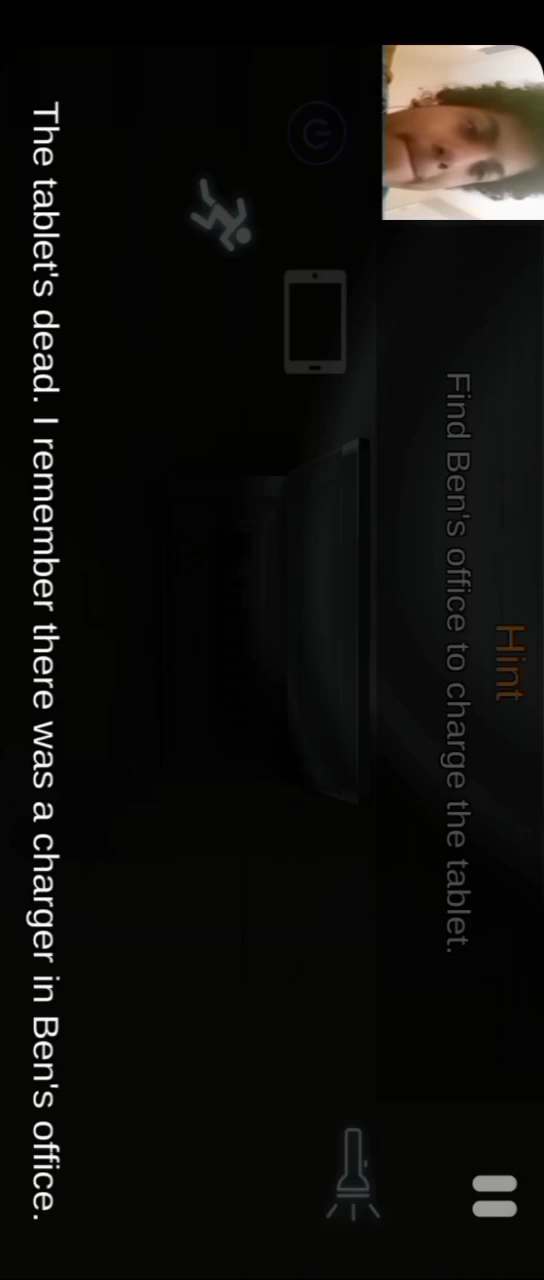 Hint
Find Ben's office to charge the tablet.
The tablet's dead. I remember there was a charger in Ben's office.